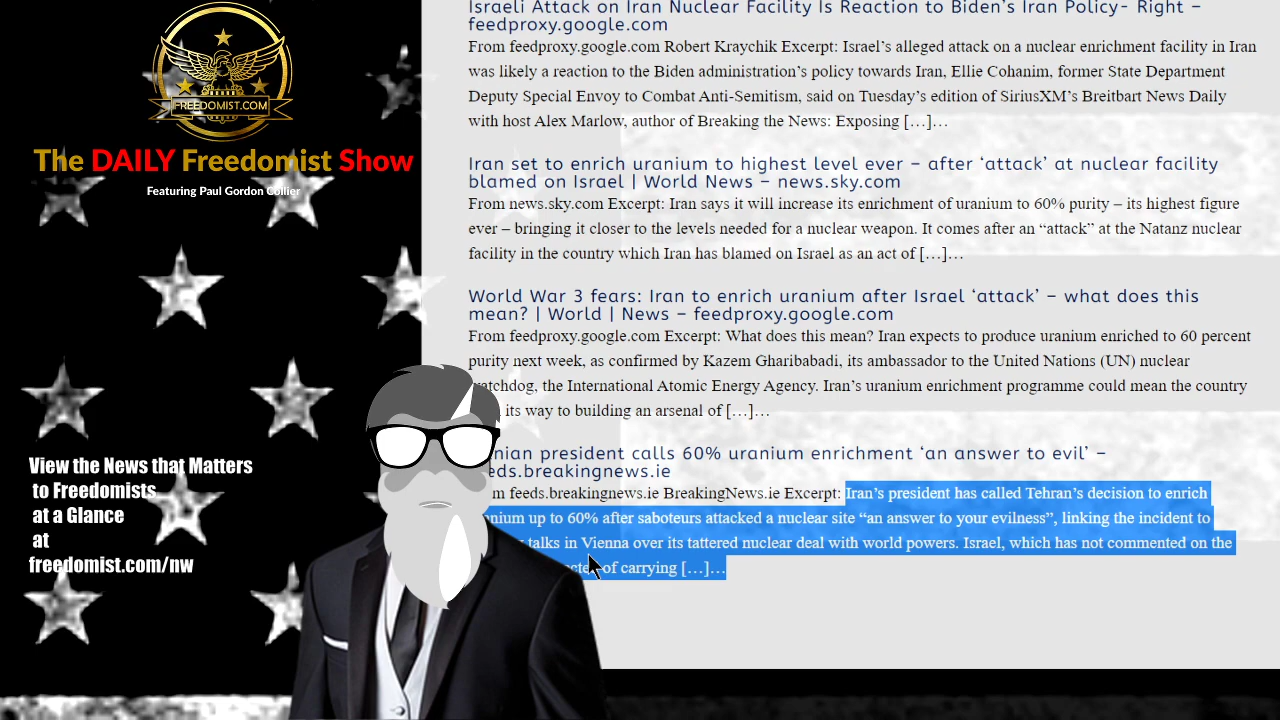 FREEDOMIST.COM
The DAILY Freedomist Show
Featuring Paul Gordon Collier
View the News that Matters
to Freedomists
at a Glance
at
freedomist.com/nw
Israeli Attack on Iran Nuclear Facility Is Reaction to Biden’s Iran Policy- Right –
feedproxy.google.com
From feedproxy.google.com Robert Kraychik Excerpt: Israel’s alleged attack on a nuclear enrichment facility in Iran
was likely a reaction to the Biden administration’s policy towards Iran, Ellie Cohanim, former State Department
Deputy Special Envoy to Combat Anti-Semitism, said on Tuesday’s edition of SiriusXM’s Breitbart News Daily
with host Alex Marlow, author of Breaking the News: Exposing […]…
Iran set to enrich uranium to highest level ever – after ‘attack’ at nuclear facility
blamed on Israel | World News – news.sky.com
From news.sky.com Excerpt: Iran says it will increase its enrichment of uranium to 60% purity – its highest figure
ever – bringing it closer to the levels needed for a nuclear weapon. It comes after an “attack” at the Natanz nuclear
facility in the country which Iran has blamed on Israel as an act of […]…
World War 3 fears: Iran to enrich uranium after Israel ‘attack’ – what does this
mean? | World | News – feedproxy.google.com
From feedproxy.google.com Excerpt: What does this mean? Iran expects to produce uranium enriched to 60 percent
purity next week, as confirmed by Kazem Gharibabadi, its ambassador to the United Nations (UN) nuclear
watchdog, the International Atomic Energy Agency. Iran’s uranium enrichment programme could mean the country
its way to building an arsenal of […]…
president calls 60% uranium enrichment ‘an answer to evil’ –
feeds.breakingnews.ie BreakingNews.ie Excerpt: Iran’s president has called Tehran’s decision to enrich
up to 60% after saboteurs attacked a nuclear site “an answer to your evilness”, linking the incident to
talks in Vienna over its tattered nuclear deal with world powers. Israel, which has not commented on the
of carrying […]…